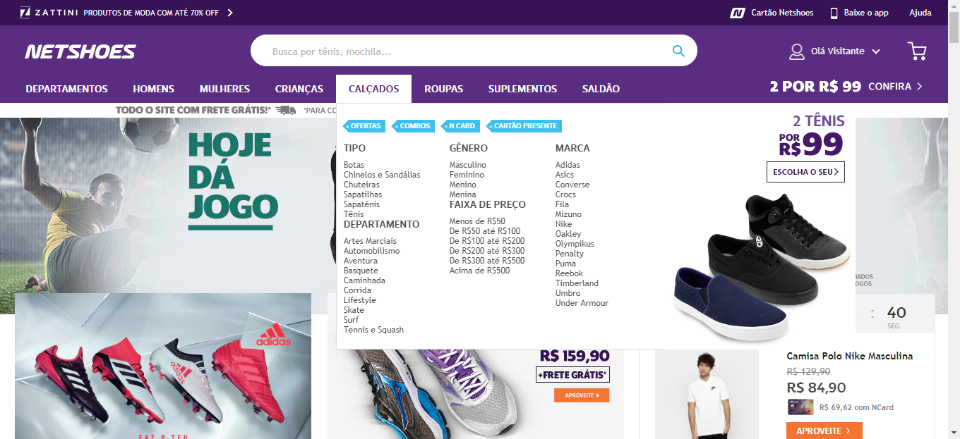 ZATTINI PRODUTOS DE MODA COM ATÉ 70% OFF
Cartão Netshoes
Baixe o app
Ajuda
NETSHOES
Busca por tênis, mochila...
Olá Visitante
DEPARTAMENTOS HOMENS MULHERES CRIANÇAS CALÇADOS ROUPAS SUPLEMENTOS SALDÃO
2 POR R$ 99 CONFIRA
TODO O SITE COM FRETE GRÁTIS!* *PARA CO
HOJE
DÁ
JOGO
OFERTAS COMBOS N CARD CARTÃO PRESENTE
TIPO
Botas
Chinelos e Sandálias
Chuteiras
Sapatilhas
Sapatênis
Tênis
DEPARTAMENTO
Artes Marciais
Automobilismo
Aventura
Basquete
Caminhada
Corrida
Lifestyle
Skate
Surf
Tennis e Squash
GÊNERO
Masculino
Feminino
Menino
Menina
FAIXA DE PREÇO
Menos de R$50
De R$50 até R$100
De R$100 até R$200
De R$200 até R$300
De R$300 até R$500
Acima de R$500
MARCA
Adidas
Asics
Converse
Crocs
Fila
Mizuno
Nike
Oakley
Olympikus
Penalty
Puma
Reebok
Timberland
Umbro
Under Armour
2 TÊNIS
POR
R$99
ESCOLHA O SEU
: 40
SEG
adidas
R$ 159,90
+FRETE GRÁTIS*
APROVEITE
Camisa Polo Nike Masculina
R$ 129,90
R$ 84,90
R$ 69,62 com NCard
APROVEITE